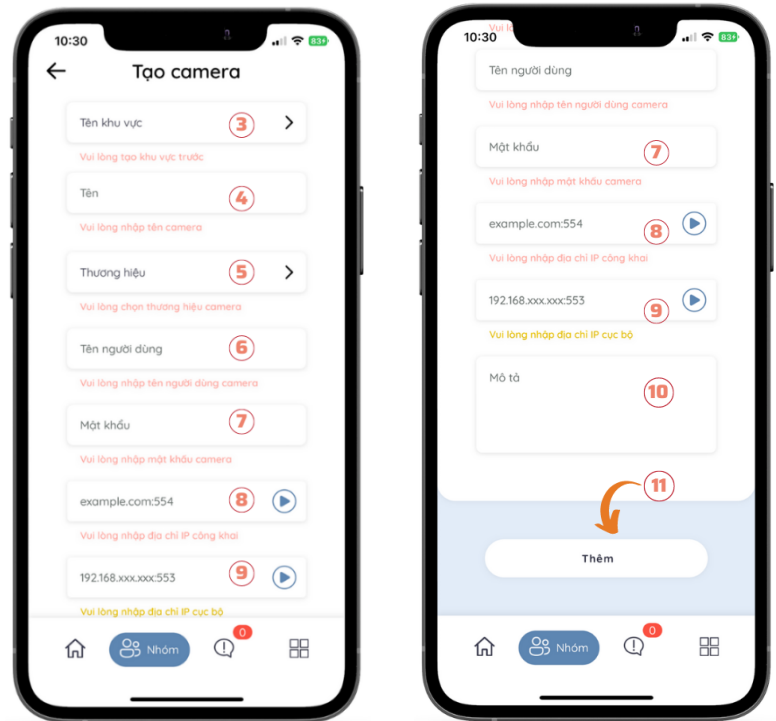 10:30
83
Tạo camera
Tên khu vực
3
Vui lòng tạo khu vực trước
Tên
4
Vui lòng nhập tên camera
Thương hiệu
5
Vui lòng chọn thương hiệu camera
Tên người dùng
6
Vui lòng nhập tên người dùng camera
Mật khẩu
7
Vui lòng nhập mật khẩu camera
example.com:554
8
Vui lòng nhập địa chỉ IP công khai
192.168.xxx.xxx:553
9
Vui lòng nhập địa chỉ IP cục bộ
Nhóm
0
10:30
Vui
83
Tên người dùng
Vui lòng nhập tên người dùng camera
Mật khẩu
7
Vui lòng nhập mật khẩu camera
example.com:554
8
Vui lòng nhập địa chỉ IP công khai
192.168.xxx.xxx:553
9
Vui lòng nhập địa chỉ IP cục bộ
Mô tả
10
11
Thêm
Nhóm
0